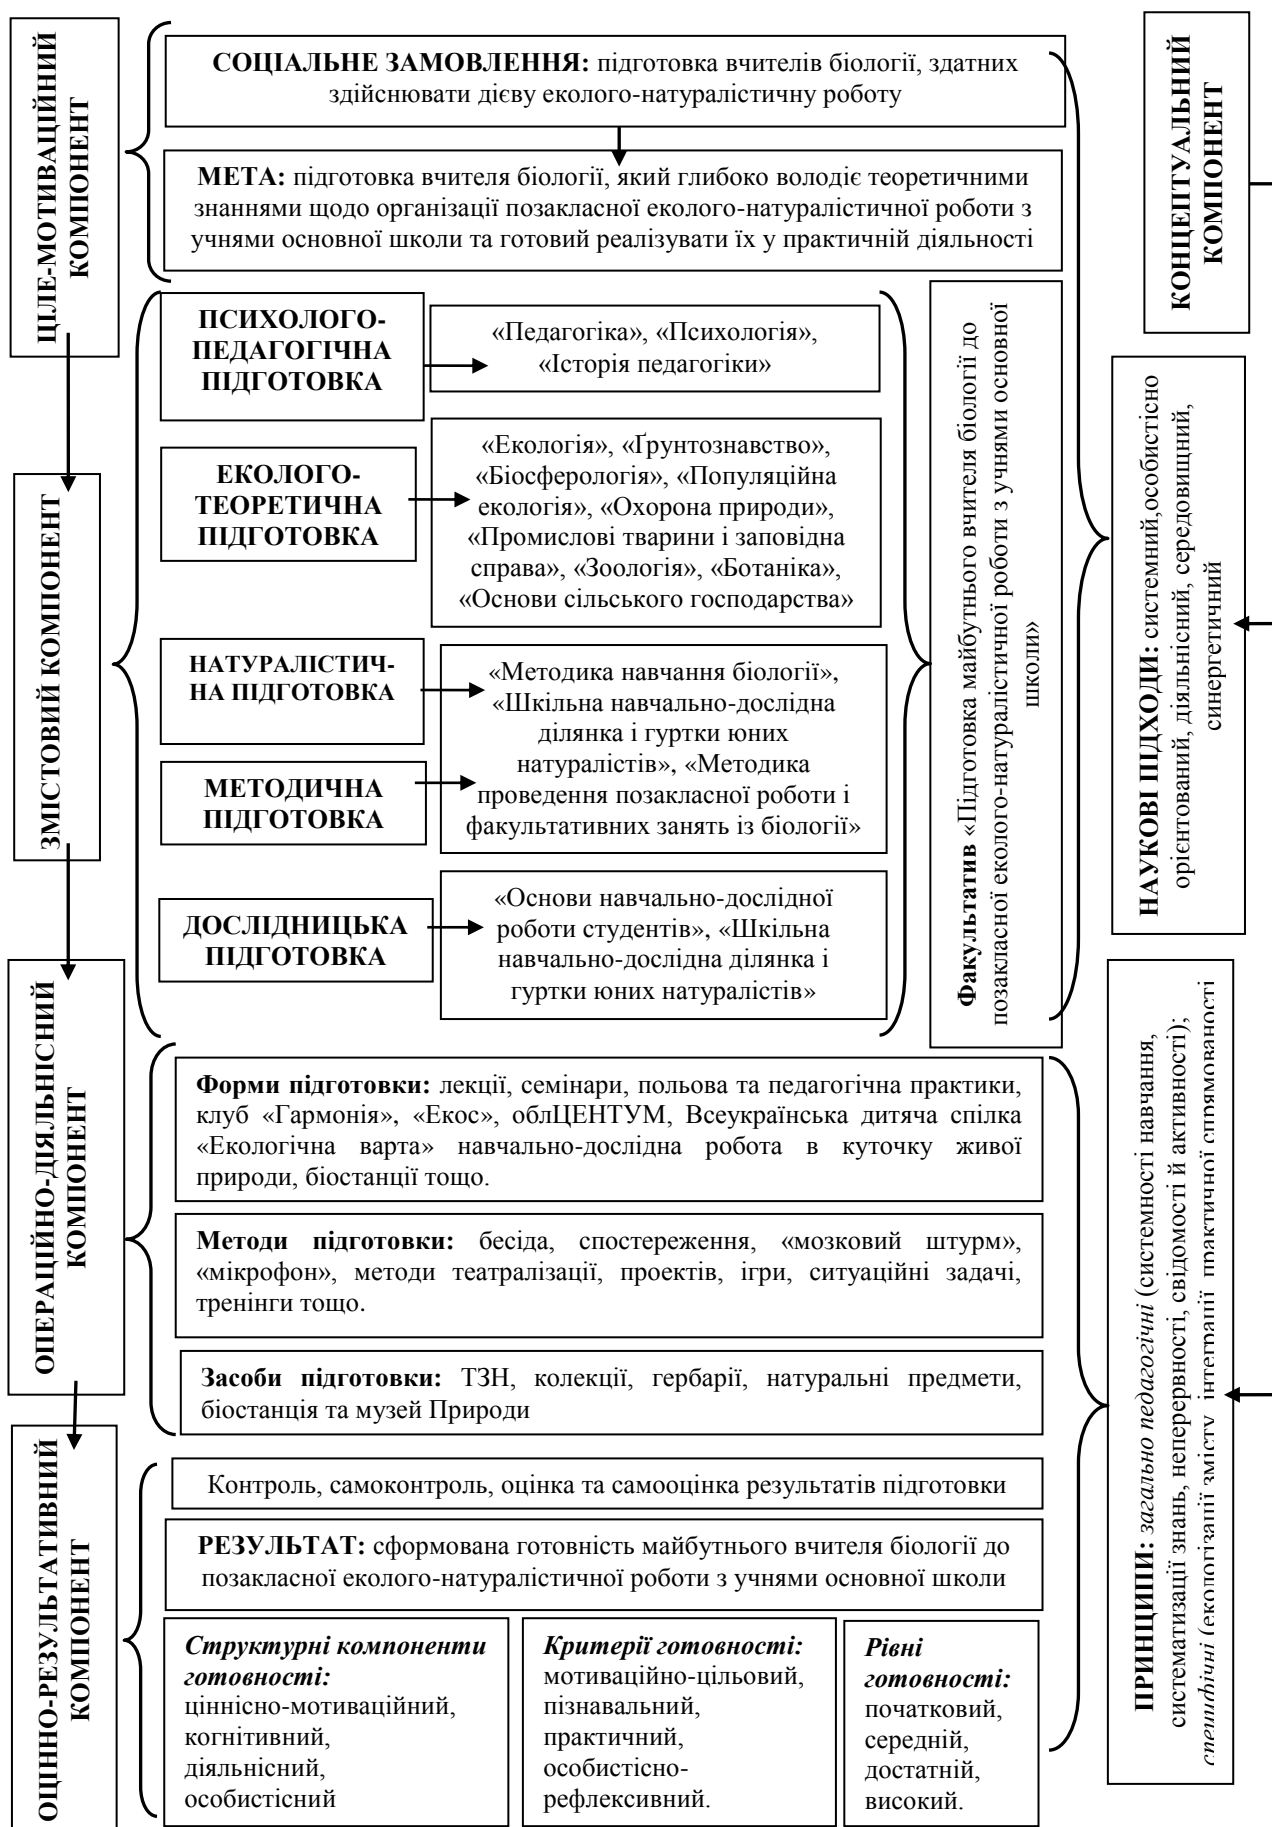 ЦІЛЕ-МОТИВАЦІЙНИЙ
КОМПОНЕНТ
СОЦІАЛЬНЕ ЗАМОВЛЕННЯ: підготовка вчителів біології, здатних
здійснювати дієву еколого-натуралістичну роботу
МЕТА: підготовка вчителя біології, який глибоко володіє теоретичними
знаннями щодо організації позакласної еколого-натуралістичної роботи з
учнями основної школи та готовий реалізувати їх у практичній діяльності
КОНЦЕПТУАЛЬНИЙ
КОМПОНЕНТ
ЗМІСТОВИЙ КОМПОНЕНТ
ПСИХОЛОГО-
ПЕДАГОГІЧНА
ПІДГОТОВКА
«Педагогіка», «Психологія»,
«Історія педагогіки»
ЕКОЛОГО-
ТЕОРЕТИЧНА
ПІДГОТОВКА
«Екологія», «Ґрунтознавство»,
«Біосферологія», «Популяційна
екологія», «Охорона природи»,
«Промислові тварини і заповідна
справа», «Зоологія», «Ботаніка»,
«Основи сільського господарства»
НАТУРАЛІСТИЧ-
НА ПІДГОТОВКА
МЕТОДИЧНА
ПІДГОТОВКА
«Методика навчання біології»,
«Шкільна навчально-дослідна
ділянка і гуртки юних
натуралістів», «Методика
проведення позакласної роботи і
факультативних занять із біології»
ДОСЛІДНИЦЬКА
ПІДГОТОВКА
«Основи навчально-дослідної
роботи студентів», «Шкільна
навчально-дослідна ділянка і
гуртки юних натуралістів»
Факультатив «Підготовка майбутнього вчителя біології до
позакласної еколого-натуралістичної роботи з учнями основної
школи»
НАУКОВІ ПІДХОДИ: системний,особистісно
орієнтований, діяльнісний, середовищний,
синергетичний
ОПЕРАЦІЙНО-ДІЯЛЬНІСНИЙ
КОМПОНЕНТ
Форми підготовки: лекції, семінари, польова та педагогічна практики,
клуб «Гармонія», «Екос», облЦЕНТУМ, Всеукраїнська дитяча спілка
«Екологічна варта» навчально-дослідна робота в куточку живої
природи, біостанції тощо.
Методи підготовки: бесіда, спостереження, «мозковий штурм»,
«мікрофон», методи театралізації, проектів, ігри, ситуаційні задачі,
тренінги тощо.
Засоби підготовки: ТЗН, колекції, гербарії, натуральні предмети,
біостанція та музей Природи
ПРИНЦИПИ: загально педагогічні (системності навчання,
систематизації знань, неперервності, свідомості й активності);
специфічні (екологізації змісту, інтеграції, практичної спрямованості
ОЦІННО-РЕЗУЛЬТАТИВНИЙ
КОМПОНЕНТ
Контроль, самоконтроль, оцінка та самооцінка результатів підготовки
РЕЗУЛЬТАТ: сформована готовність майбутнього вчителя біології до
позакласної еколого-натуралістичної роботи з учнями основної школи
Структурні компоненти
готовності:
ціннісно-мотиваційний,
когнітивний,
діяльнісний,
особистісний
Критерії готовності:
мотиваційно-цільовий,
пізнавальний,
практичний,
особистісно-
рефлексивний.
Рівні
готовності:
початковий,
середній,
достатній,
високий.